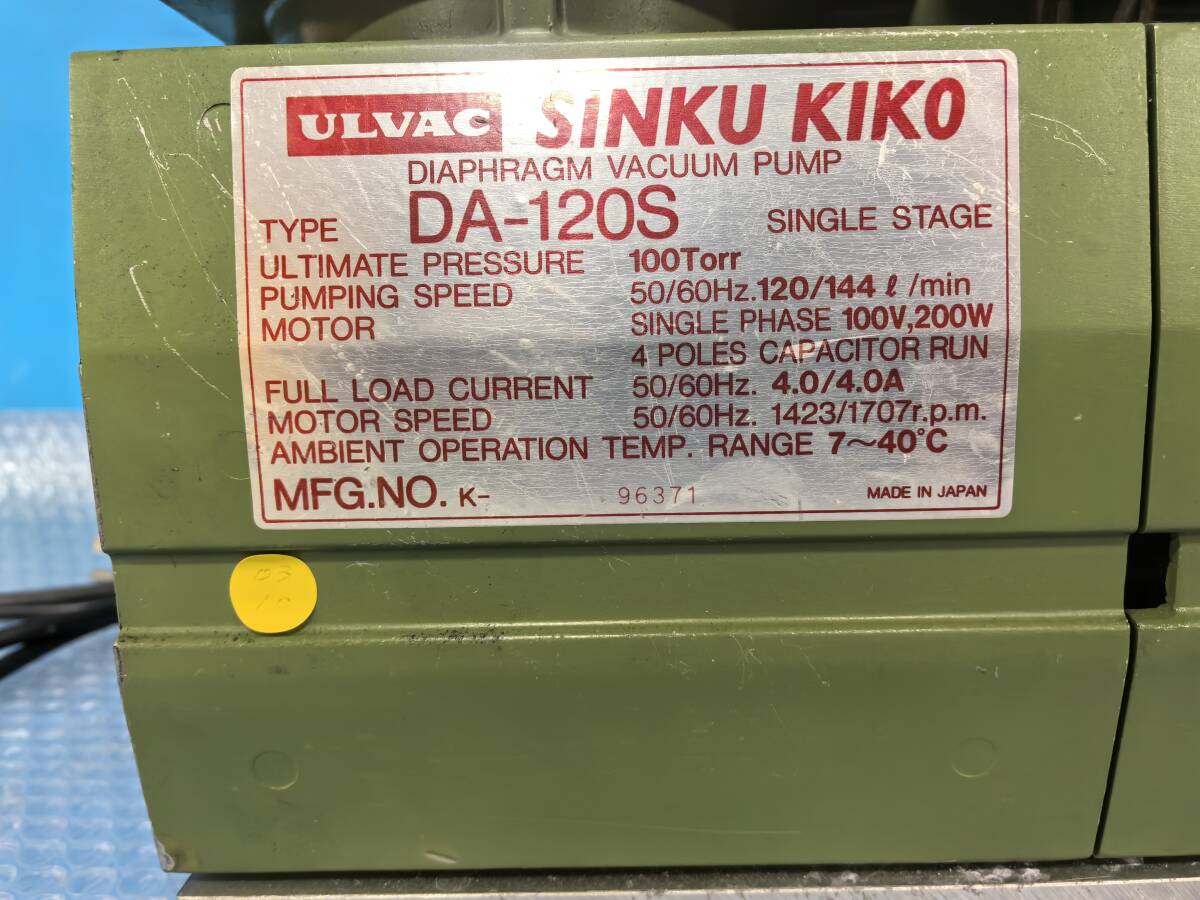 ULVAC SINKU KIKO
DIAPHRAGM VACUUM PUMP
TYPE DA-120S SINGLE STAGE
ULTIMATE PRESSURE 100Torr
PUMPING SPEED 50/60Hz. 120/144 ℓ /min
MOTOR SINGLE PHASE 100V,200W
4 POLES CAPACITOR RUN
FULL LOAD CURRENT 50/60Hz. 4.0/4.0A
MOTOR SPEED 50/60Hz. 1423/1707r.p.m.
AMBIENT OPERATION TEMP. RANGE 7～40°C
MFG.NO. K- 96371 MADE IN JAPAN
03
10